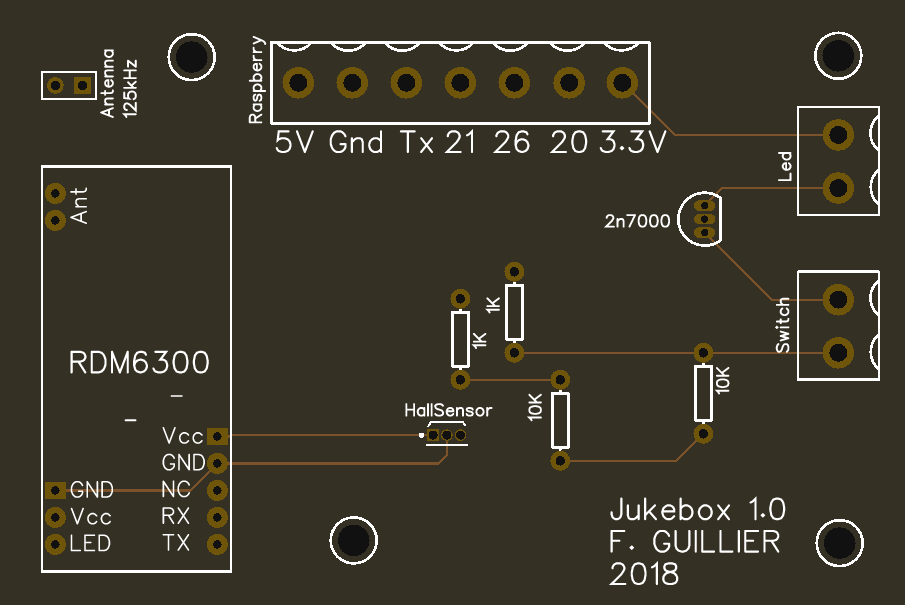 Antenna
125kHz
Raspberry
5V Gnd Tx 21 26 20 3.3V
Led
Ant
2n7000
Switch
1K
1K
RDM6300
10K
10K
HallSensor
Vcc
GND
GND NC
Vcc RX
LED TX
Jukebox 1.0
F. GUILLIER
2018